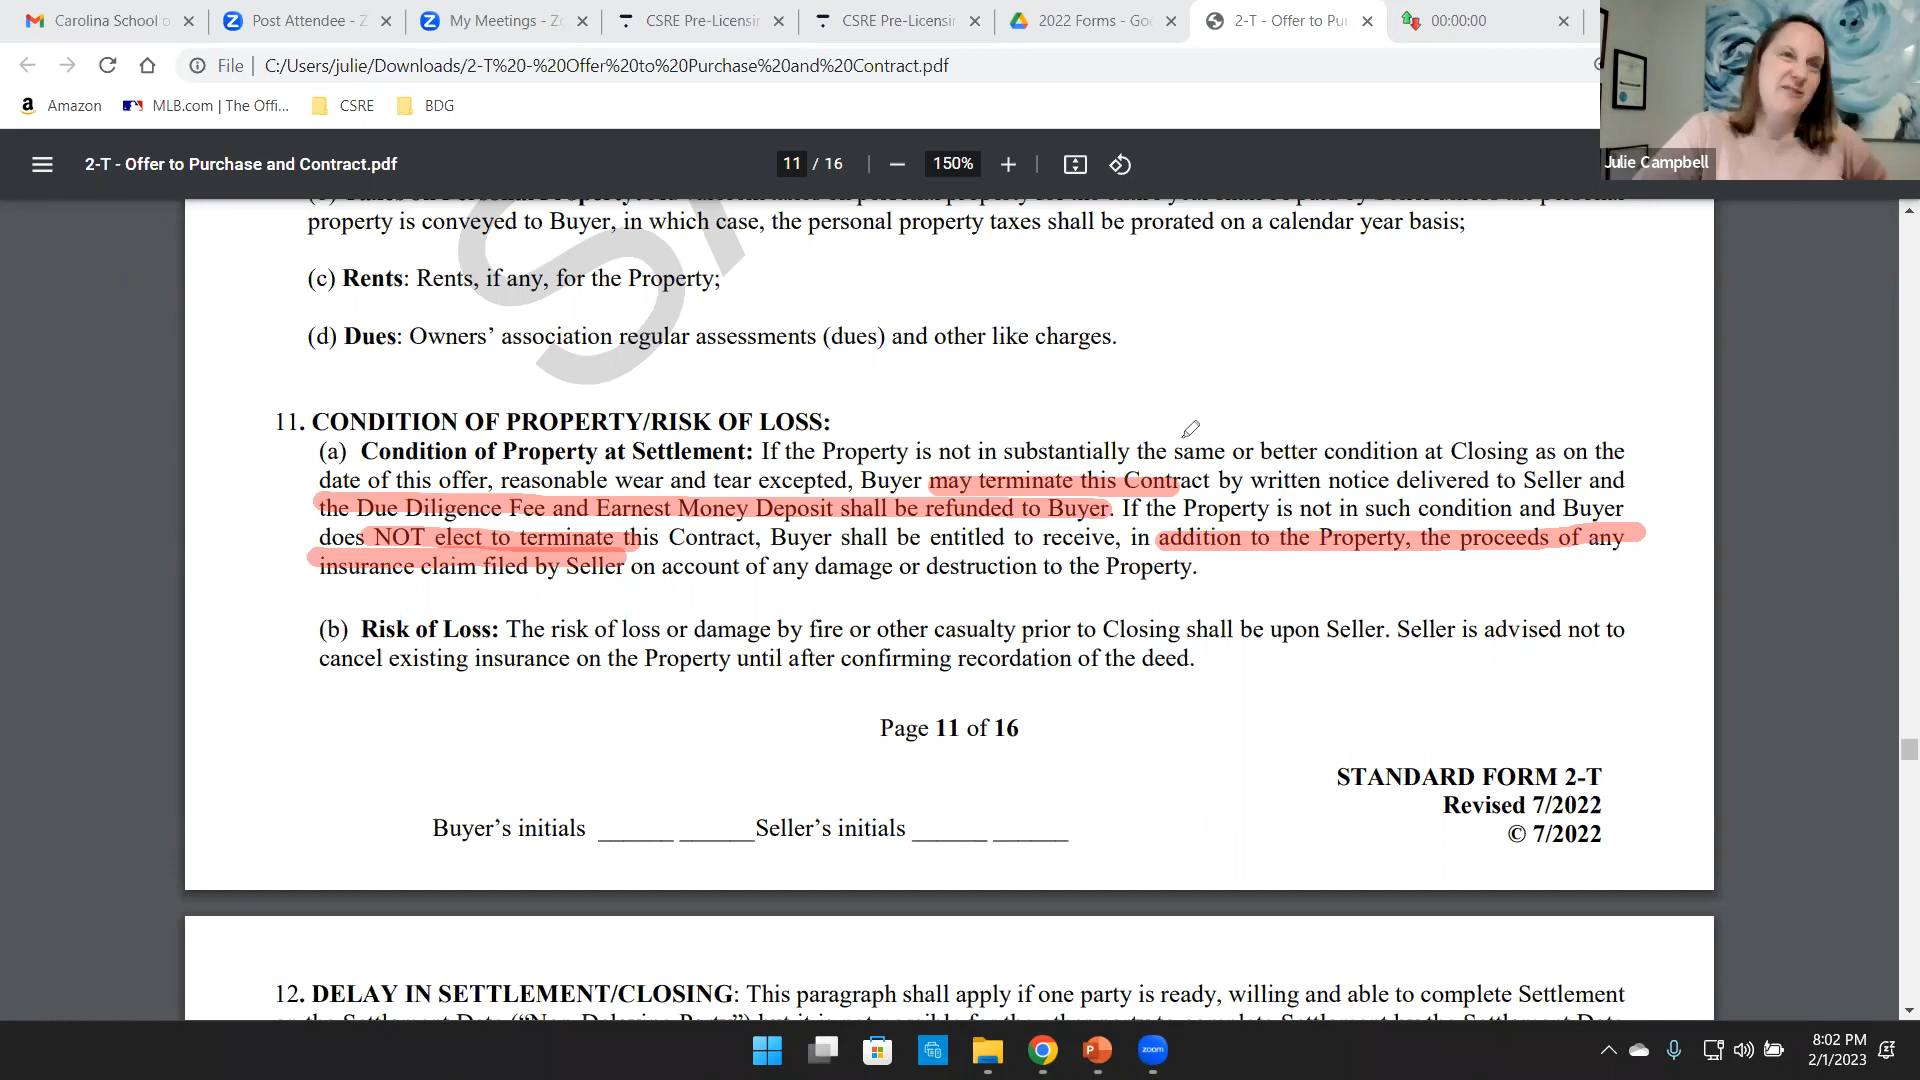 Carolina School o
Post Attendee - Z
My Meetings - Zo
CSRE Pre-Licensin
CSRE Pre-Licensin
2022 Forms - Goo
2-T - Offer to Pur
00:00:00
File
C:/Users/julie/Downloads/2-T%20-%20Offer%20to%20Purchase%20and%20Contract.pdf
Amazon
MLB.com | The Offi...
CSRE
BDG
Julie Campbell
2-T - Offer to Purchase and Contract.pdf
11 / 16
150%
property is conveyed to Buyer, in which case, the personal property taxes shall be prorated on a calendar year basis;
(c) Rents: Rents, if any, for the Property;
(d) Dues: Owners’ association regular assessments (dues) and other like charges.
11. CONDITION OF PROPERTY/RISK OF LOSS:
(a) Condition of Property at Settlement: If the Property is not in substantially the same or better condition at Closing as on the
date of this offer, reasonable wear and tear excepted, Buyer may terminate this Contract by written notice delivered to Seller and
the Due Diligence Fee and Earnest Money Deposit shall be refunded to Buyer. If the Property is not in such condition and Buyer
does NOT elect to terminate this Contract, Buyer shall be entitled to receive, in addition to the Property, the proceeds of any
insurance claim filed by Seller on account of any damage or destruction to the Property.
(b) Risk of Loss: The risk of loss or damage by fire or other casualty prior to Closing shall be upon Seller. Seller is advised not to
cancel existing insurance on the Property until after confirming recordation of the deed.
Page 11 of 16
STANDARD FORM 2-T
Revised 7/2022
© 7/2022
Buyer’s initials ______ ______ Seller’s initials ______ ______
12. DELAY IN SETTLEMENT/CLOSING: This paragraph shall apply if one party is ready, willing and able to complete Settlement
zoom
8:02 PM
2/1/2023